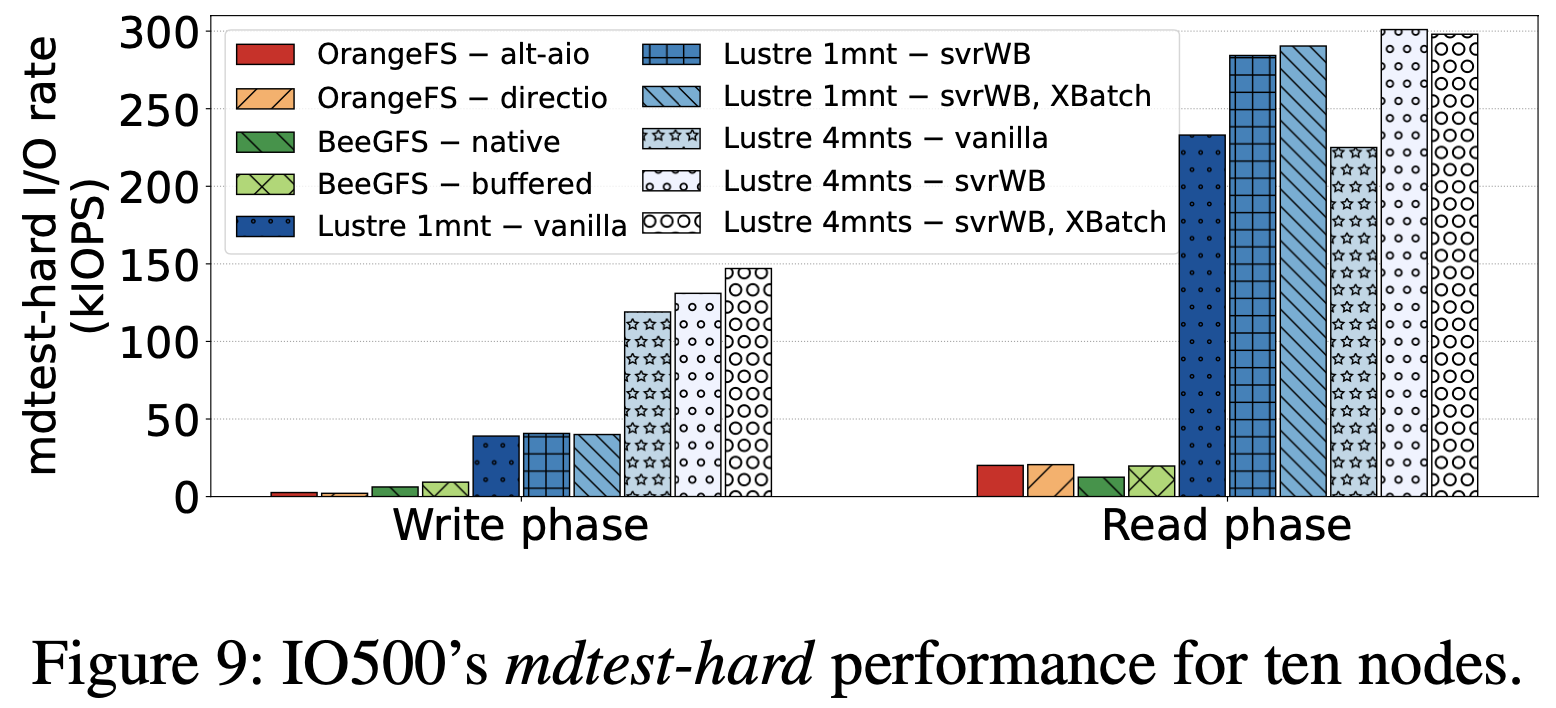 mdtest-hard I/O rate
(kIOPS)
300
250
200
150
100
50
0
OrangeFS − alt-aio
OrangeFS − directio
BeeGFS − native
BeeGFS − buffered
Lustre 1mnt − vanilla
Lustre 1mnt − svrWB
Lustre 1mnt − svrWB, XBatch
Lustre 4mnts − vanilla
Lustre 4mnts − svrWB
Lustre 4mnts − svrWB, XBatch
Write phase
Read phase
Figure 9: IO500’s mdtest-hard performance for ten nodes.